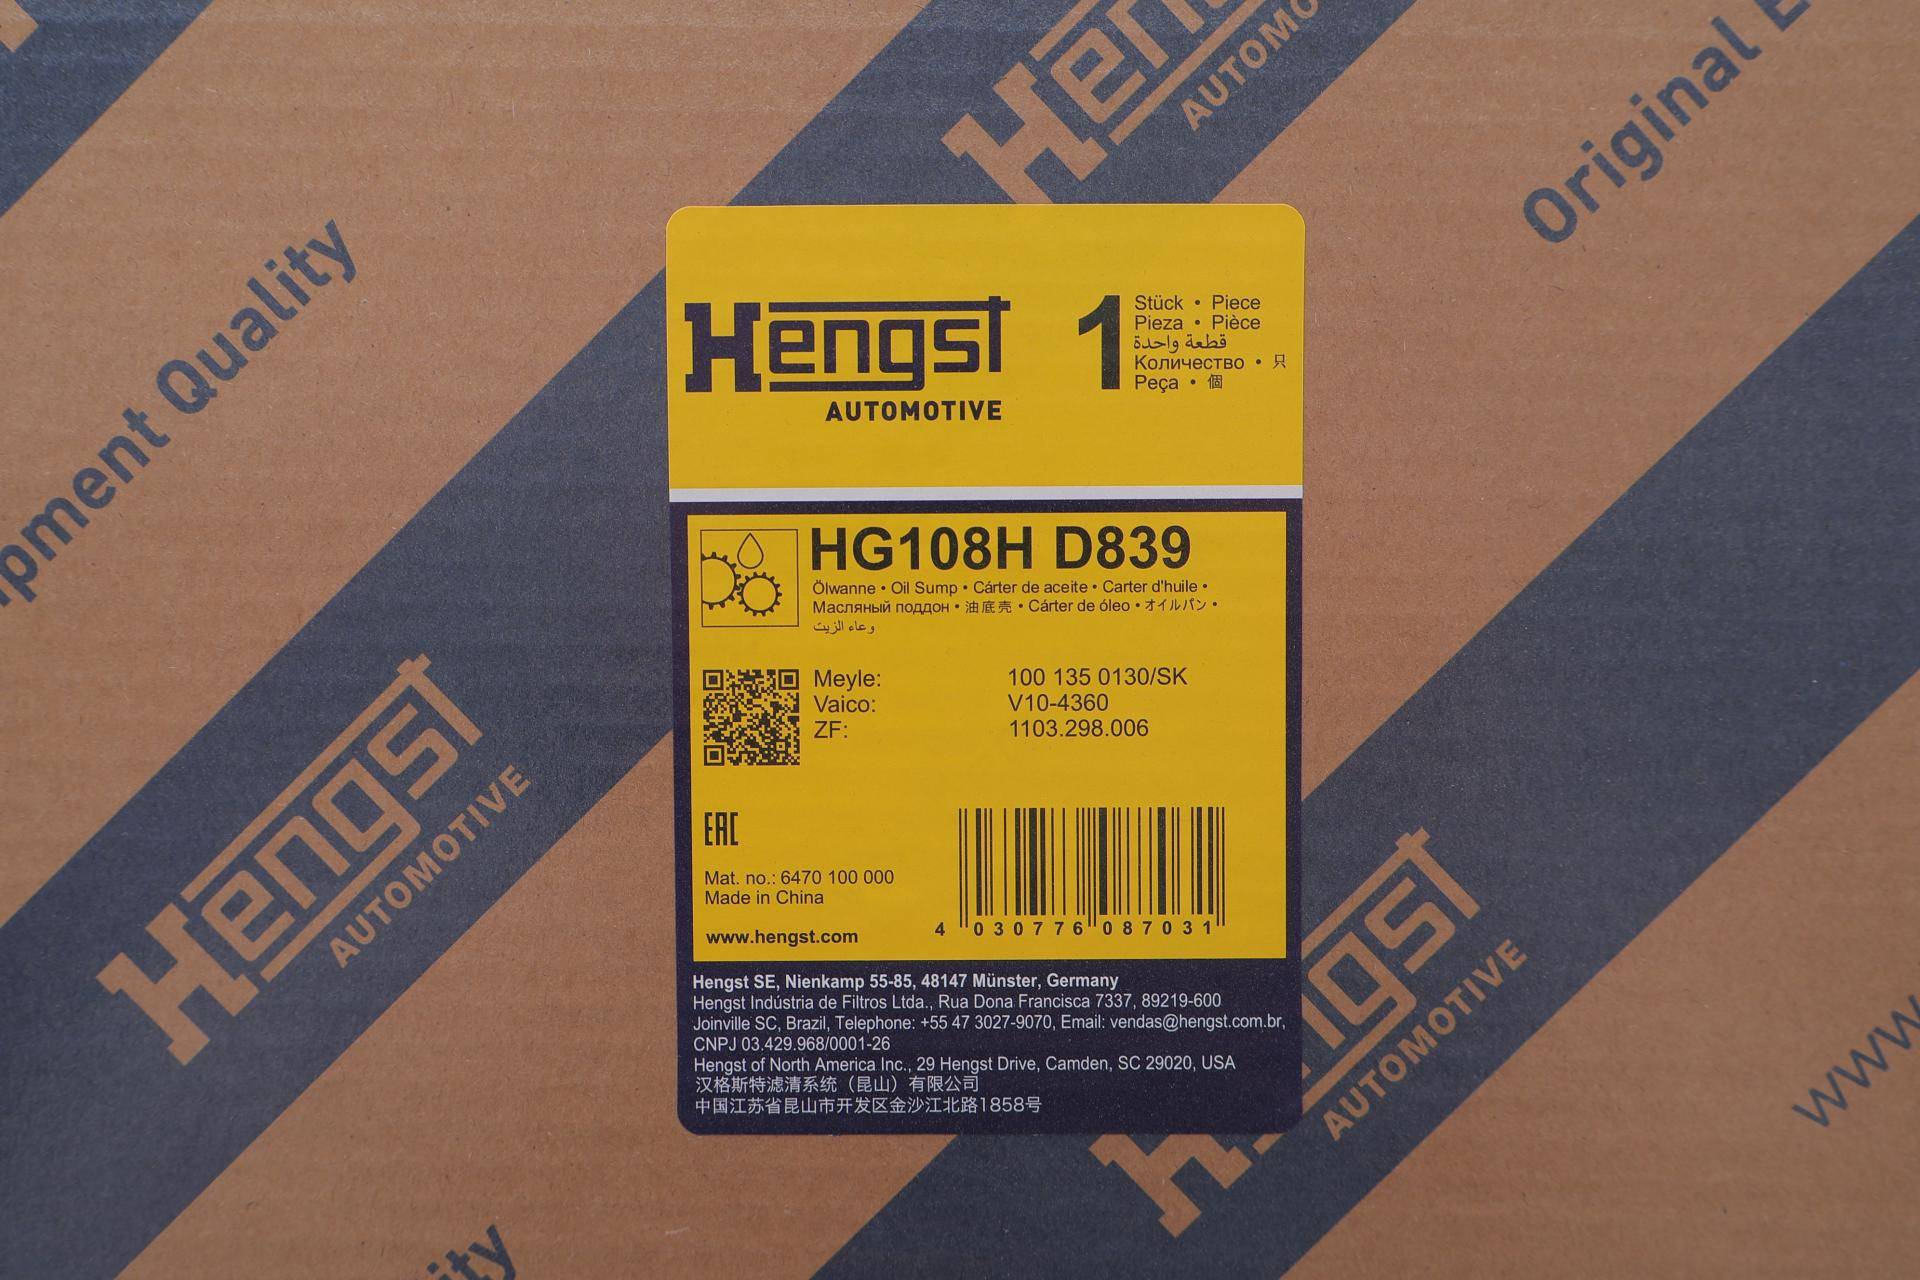 Hengst
AUTOMOTIVE
Original E
pment Quality
Hengst
AUTOMOTIVE
1
Stück • Piece
Pieza • Pièce
قطعة واحدة
Количество • 只
Peça • 個
HG108H D839
Ölwanne • Oil Sump • Cárter de aceite • Carter d'huile •
Масляный поддон • 油底壳 • Cárter de óleo • オイルパン •
وعاء الزيت
Meyle: 100 135 0130/SK
Vaico: V10-4360
ZF: 1103.298.006
EAC
Mat. no.: 6470 100 000
Made in China
www.hengst.com
4 030776 087031
Hengst SE, Nienkamp 55-85, 48147 Münster, Germany
Hengst Indústria de Filtros Ltda., Rua Dona Francisca 7337, 89219-600
Joinville SC, Brazil, Telephone: +55 47 3027-9070, Email: vendas@hengst.com.br,
CNPJ 03.429.968/0001-26
Hengst of North America Inc., 29 Hengst Drive, Camden, SC 29020, USA
汉格斯特滤清系统（昆山）有限公司
中国江苏省昆山市开发区金沙江北路1858号
Hengst
AUTOMOTIVE
Hengst
AUTOMOTIVE
www
ity